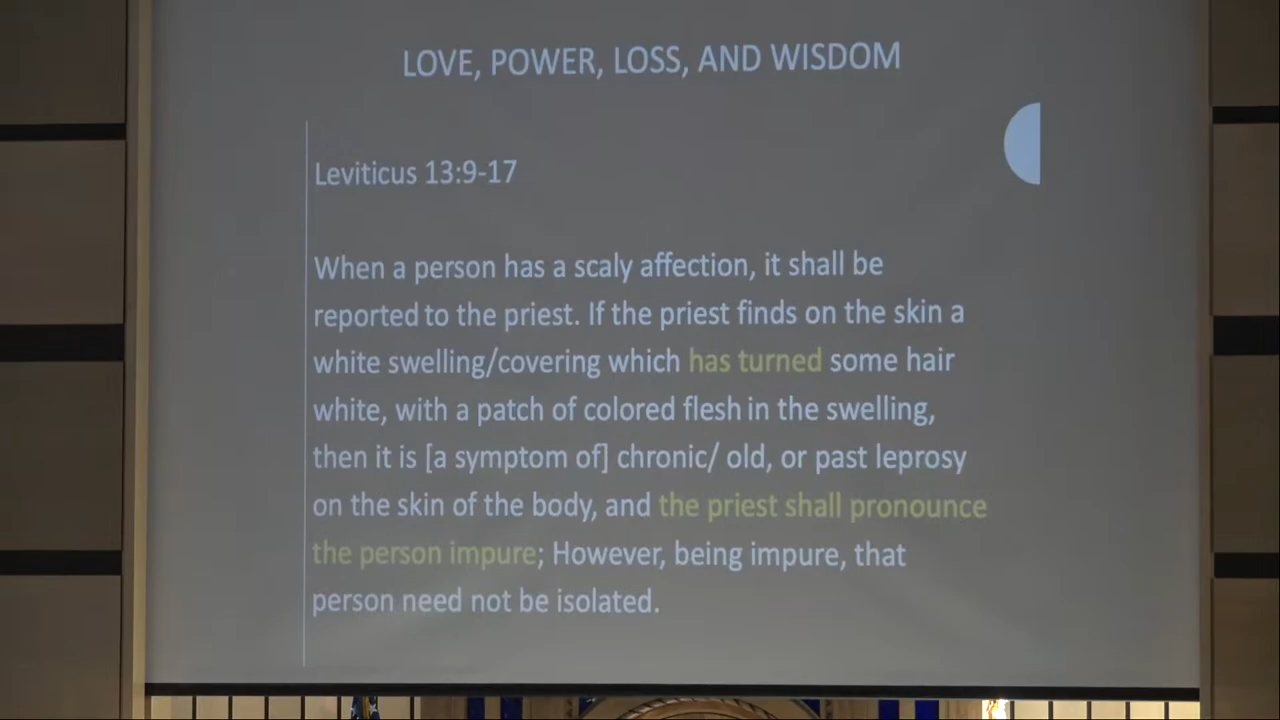 LOVE, POWER, LOSS, AND WISDOM
Leviticus 13:9-17
When a person has a scaly affection, it shall be
reported to the priest. If the priest finds on the skin a
white swelling/covering which has turned some hair
white, with a patch of colored flesh in the swelling,
then it is [a symptom of] chronic/ old, or past leprosy
on the skin of the body, and the priest shall pronounce
the person impure; However, being impure, that
person need not be isolated.